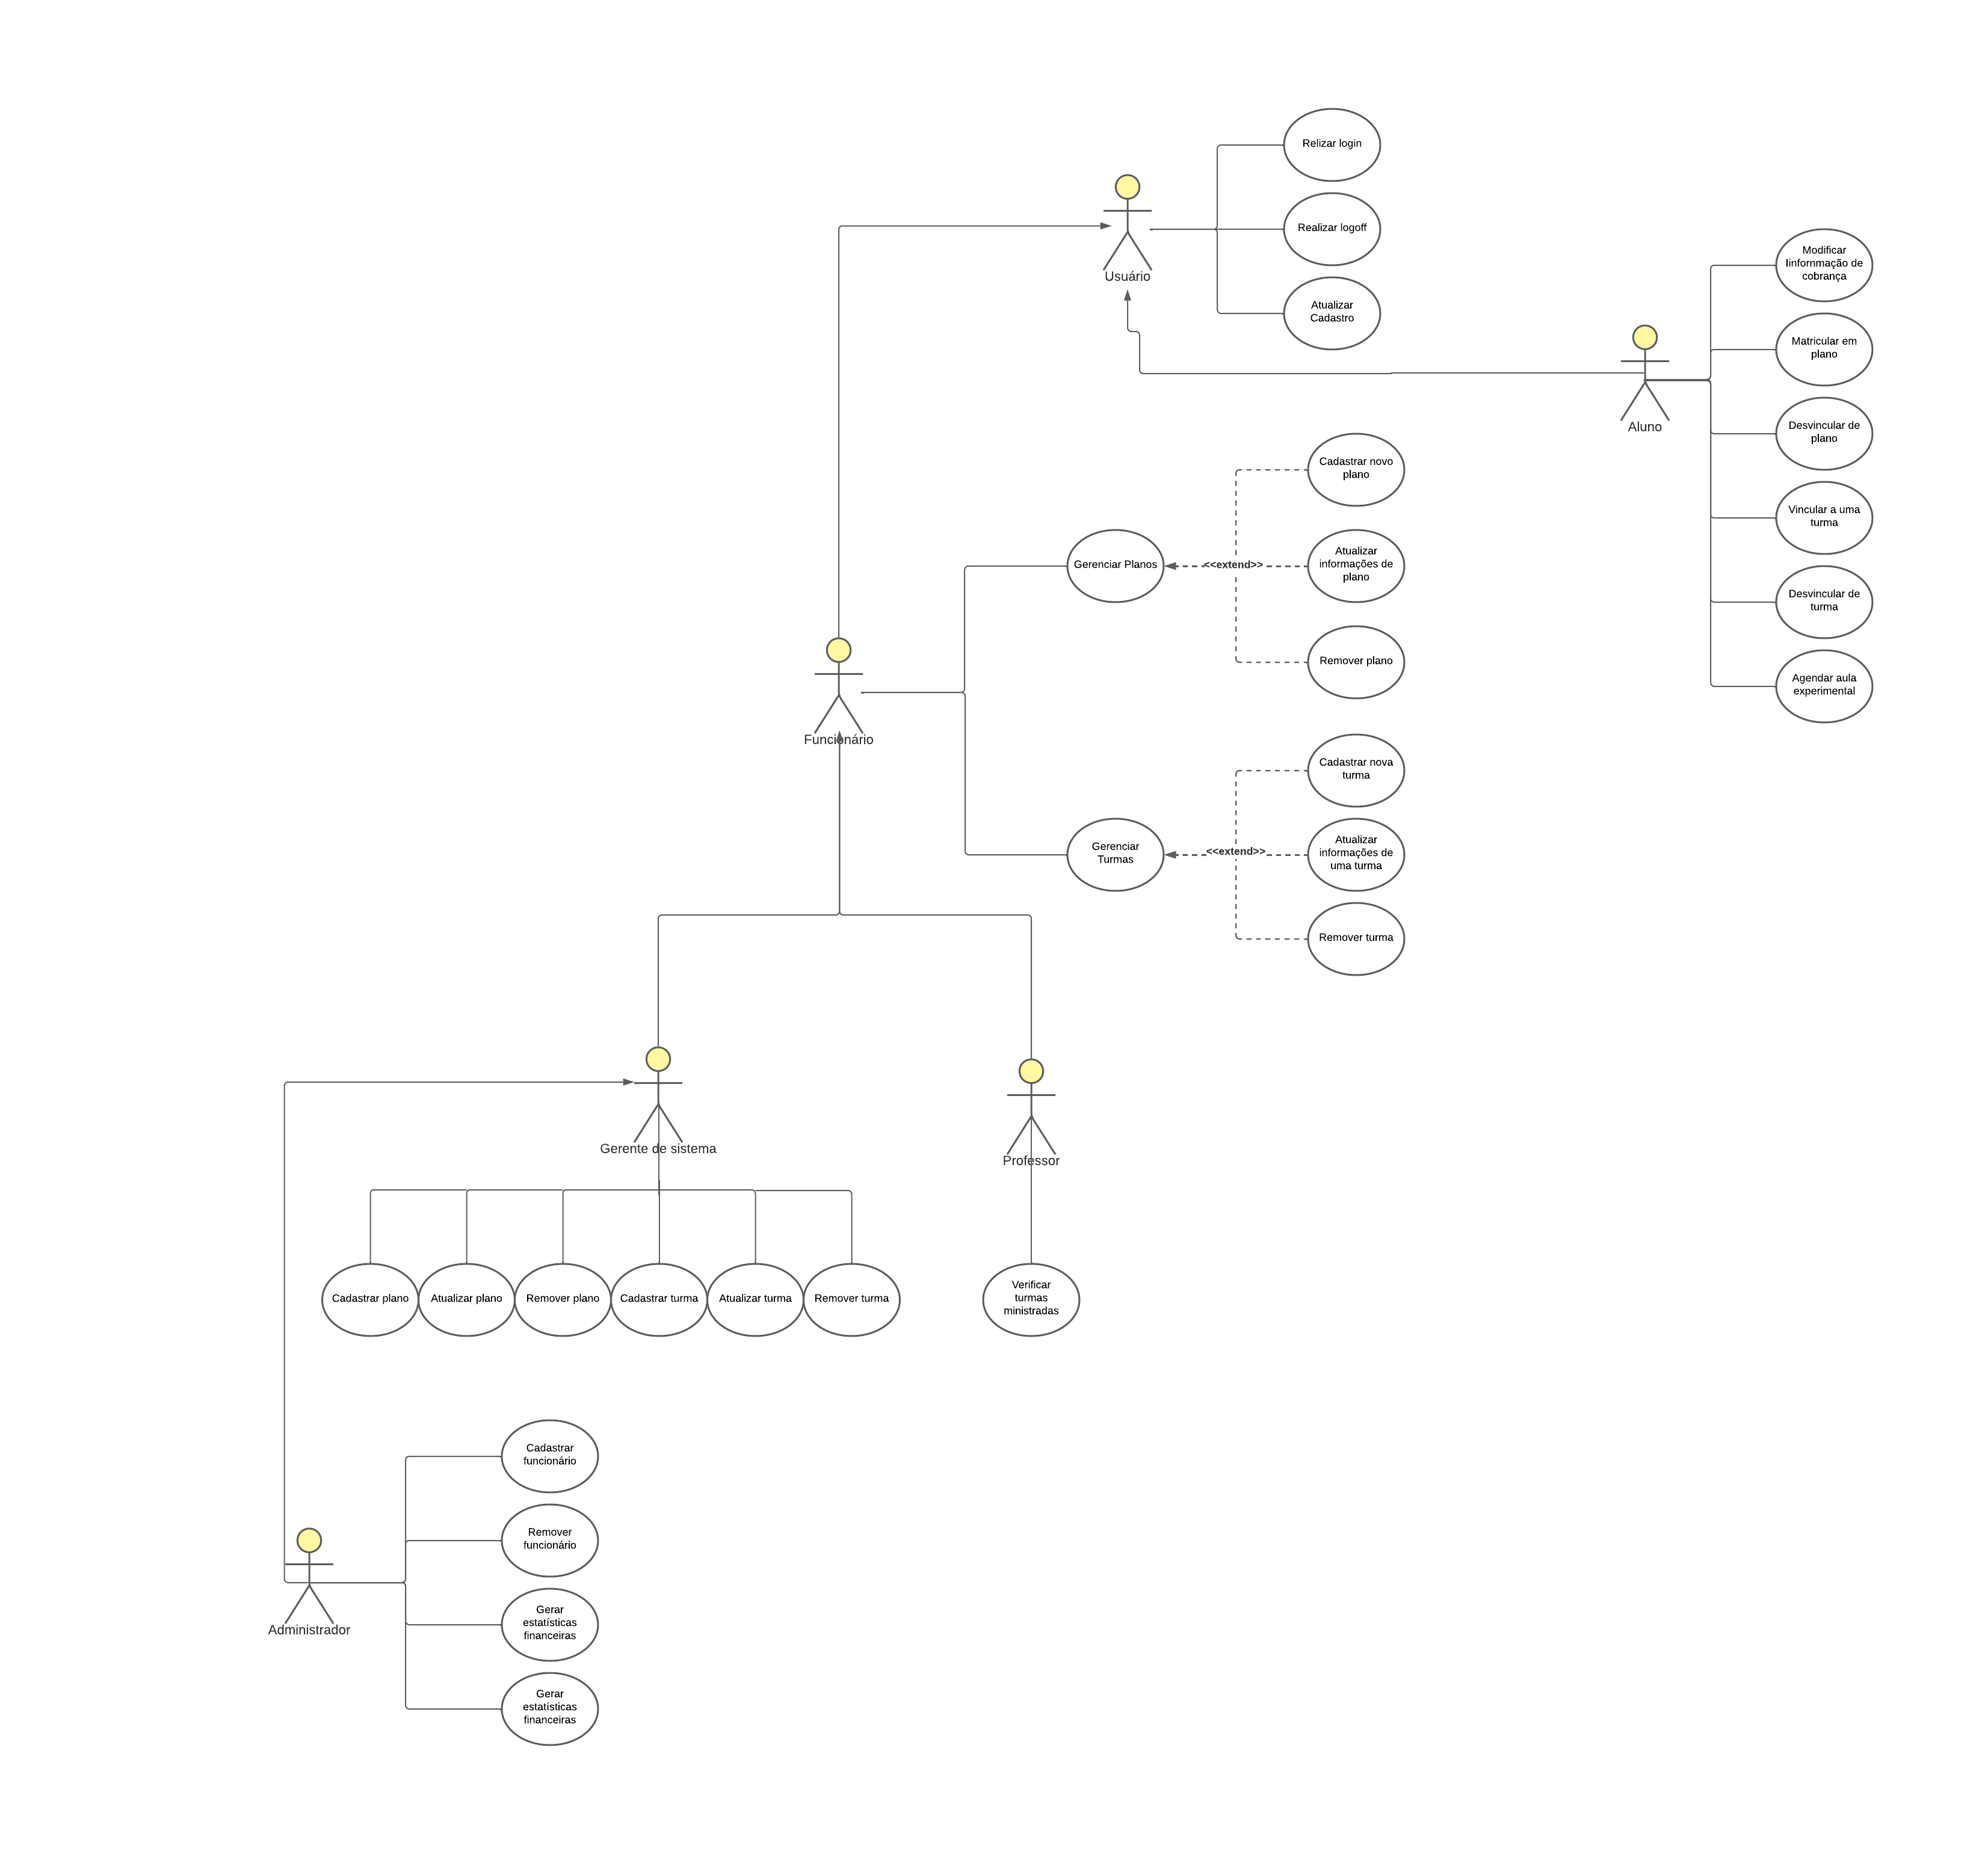 Relizar login
Realizar logoff
Usuário
Atualizar
Cadastro
Modificar
Iinfornmação de
cobrança
Matricular em
plano
Aluno
Desvincular de
plano
Vincular a uma
turma
Desvincular de
turma
Agendar aula
experimental
Cadastrar novo
plano
Gerenciar Planos
<<extend>>
Atualizar
informações de
plano
Remover plano
Funcionário
Cadastrar nova
turma
Gerenciar
Turmas
<<extend>>
Atualizar
informações de
uma turma
Remover turma
Gerente de sistema
Professor
Cadastrar plano
Atualizar plano
Remover plano
Cadastrar turma
Atualizar turma
Remover turma
Verificar
turmas
ministradas
Cadastrar
funcionário
Remover
funcionário
Administrador
Gerar
estatísticas
financeiras
Gerar
estatísticas
financeiras